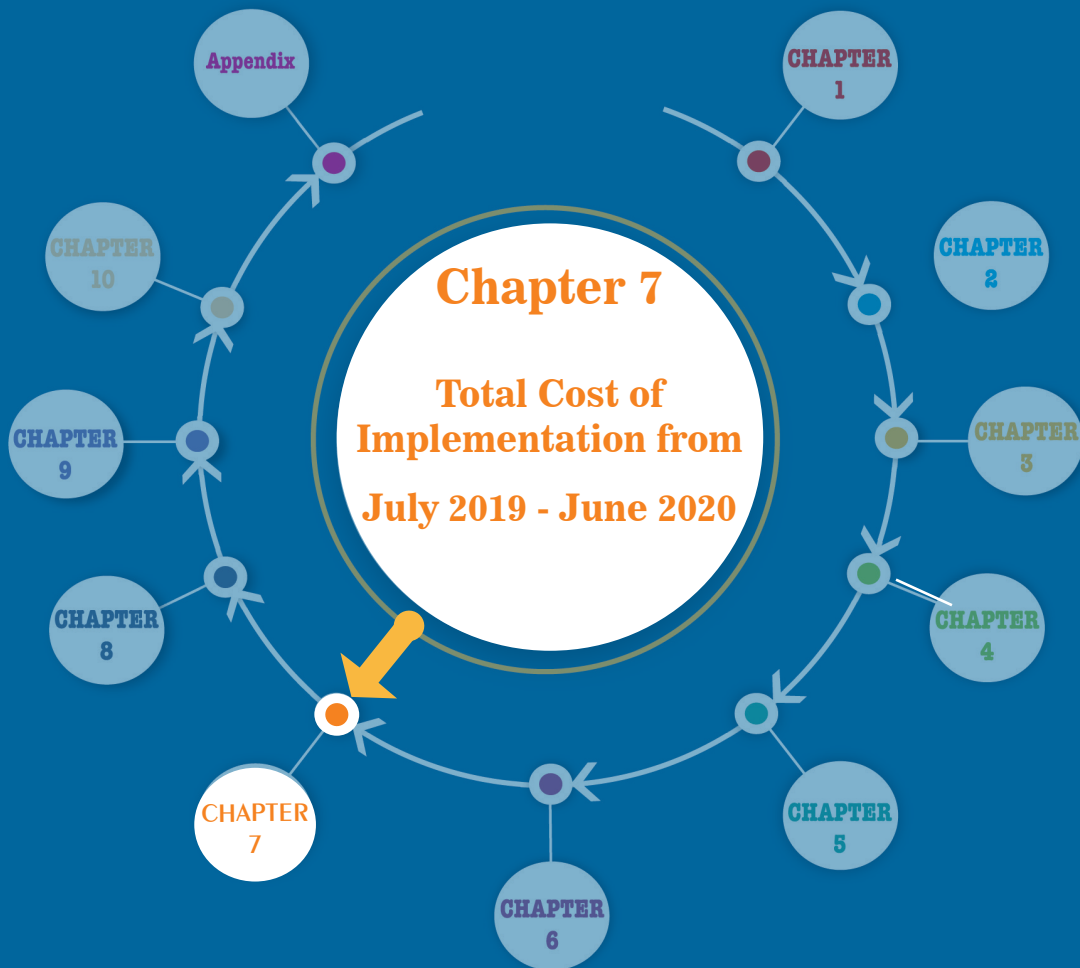 Appendix
CHAPTER
1
CHAPTER
10
CHAPTER
2
Chapter 7
Total Cost of
Implementation from
July 2019 - June 2020
CHAPTER
9
CHAPTER
3
CHAPTER
8
CHAPTER
4
CHAPTER
7
CHAPTER
5
CHAPTER
6